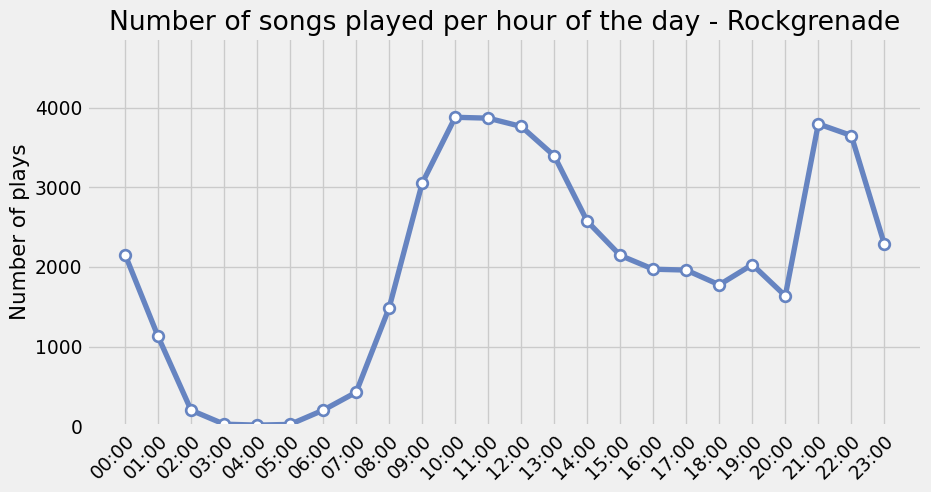 Number of songs played per hour of the day - Rockgrenade
Number of plays
4000
3000
2000
1000
0
00:00 01:00 02:00 03:00 04:00 05:00 06:00 07:00 08:00 09:00 10:00 11:00 12:00 13:00 14:00 15:00 16:00 17:00 18:00 19:00 20:00 21:00 22:00 23:00